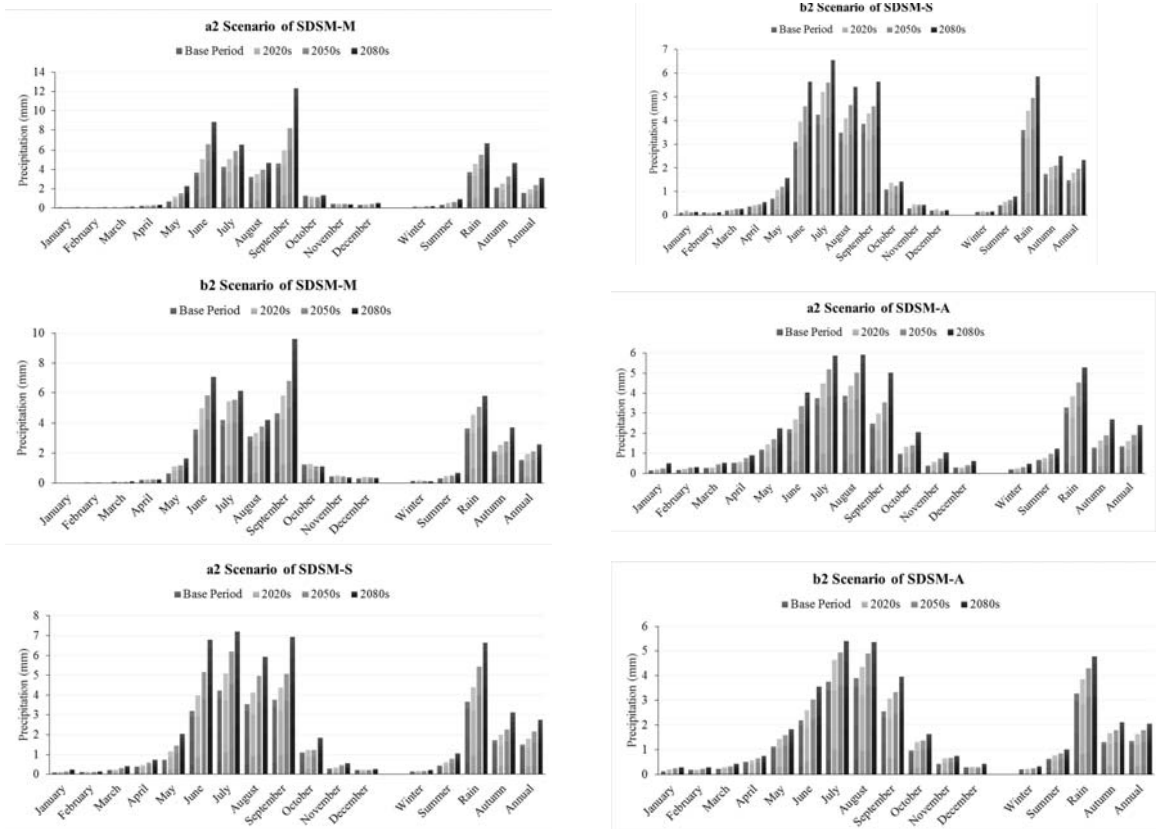 a2 Scenario of SDSM-M
Base Period 2020s 2050s 2080s
Precipitation (mm)
14
12
10
8
6
4
2
0
January February March April May June July August September October November December Winter Summer Rain Autumn Annual
b2 Scenario of SDSM-M
Base Period 2020s 2050s 2080s
Precipitation (mm)
10
8
6
4
2
0
January February March April May June July August September October November December Winter Summer Rain Autumn Annual
a2 Scenario of SDSM-S
Base Period 2020s 2050s 2080s
Precipitation (mm)
8
7
6
5
4
3
2
1
0
January February March April May June July August September October November December Winter Summer Rain Autumn Annual
b2 Scenario of SDSM-S
Base Period 2020s 2050s 2080s
Precipitation (mm)
7
6
5
4
3
2
1
0
January February March April May June July August September October November December Winter Summer Rain Autumn Annual
a2 Scenario of SDSM-A
Base Period 2020s 2050s 2080s
Precipitation (mm)
6
5
4
3
2
1
0
January February March April May June July August September October November December Winter Summer Rain Autumn Annual
b2 Scenario of SDSM-A
Base Period 2020s 2050s 2080s
Precipitation (mm)
6
5
4
3
2
1
0
January February March April May June July August September October November December Winter Summer Rain Autumn Annual